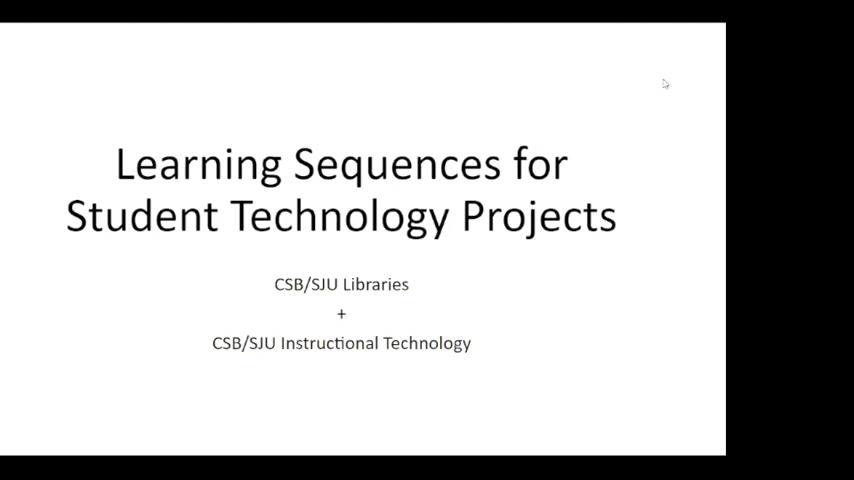 Learning Sequences for
Student Technology Projects
CSB/SJU Libraries
+
CSB/SJU Instructional Technology